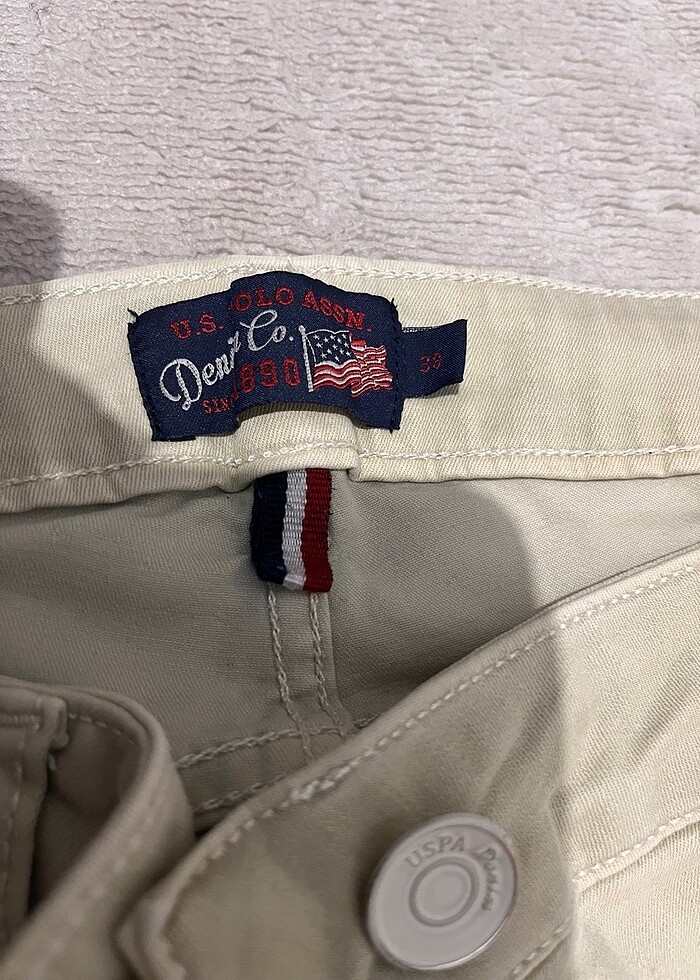 U.S. POLO ASSN.
Denim Co.
SINCE 1890
38
USPA Denim